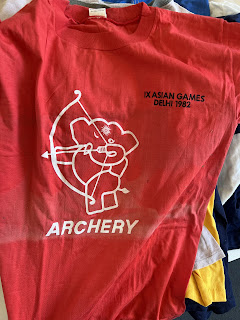 IX ASIAN GAMES
DELHI 1982
ARCHERY